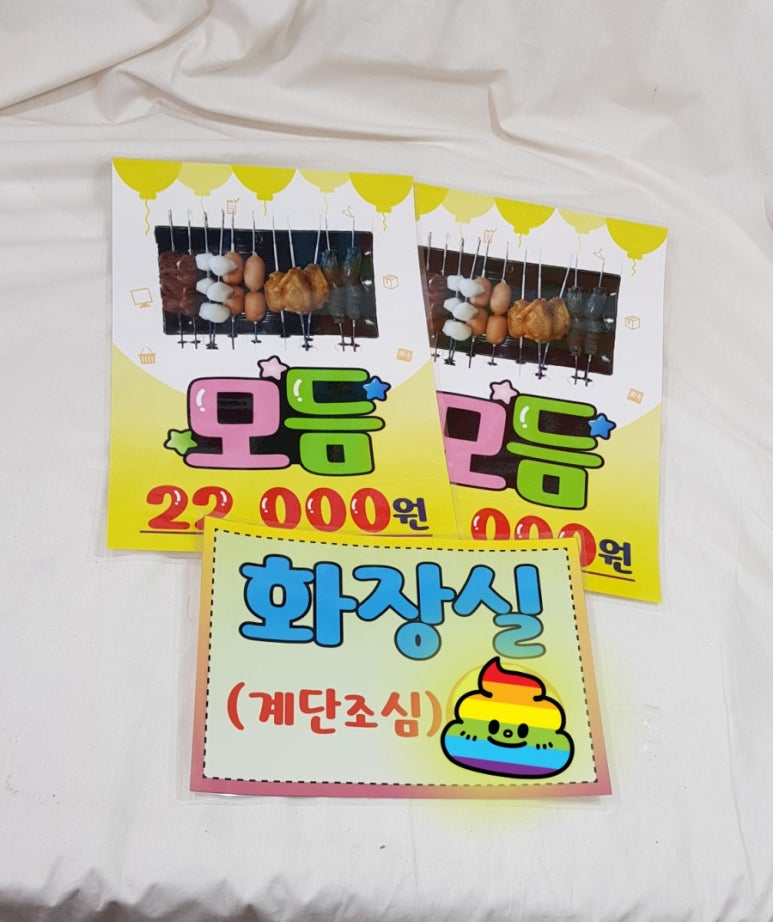 모듬
22,000원
모듬
000원
화장실
(계단조심)